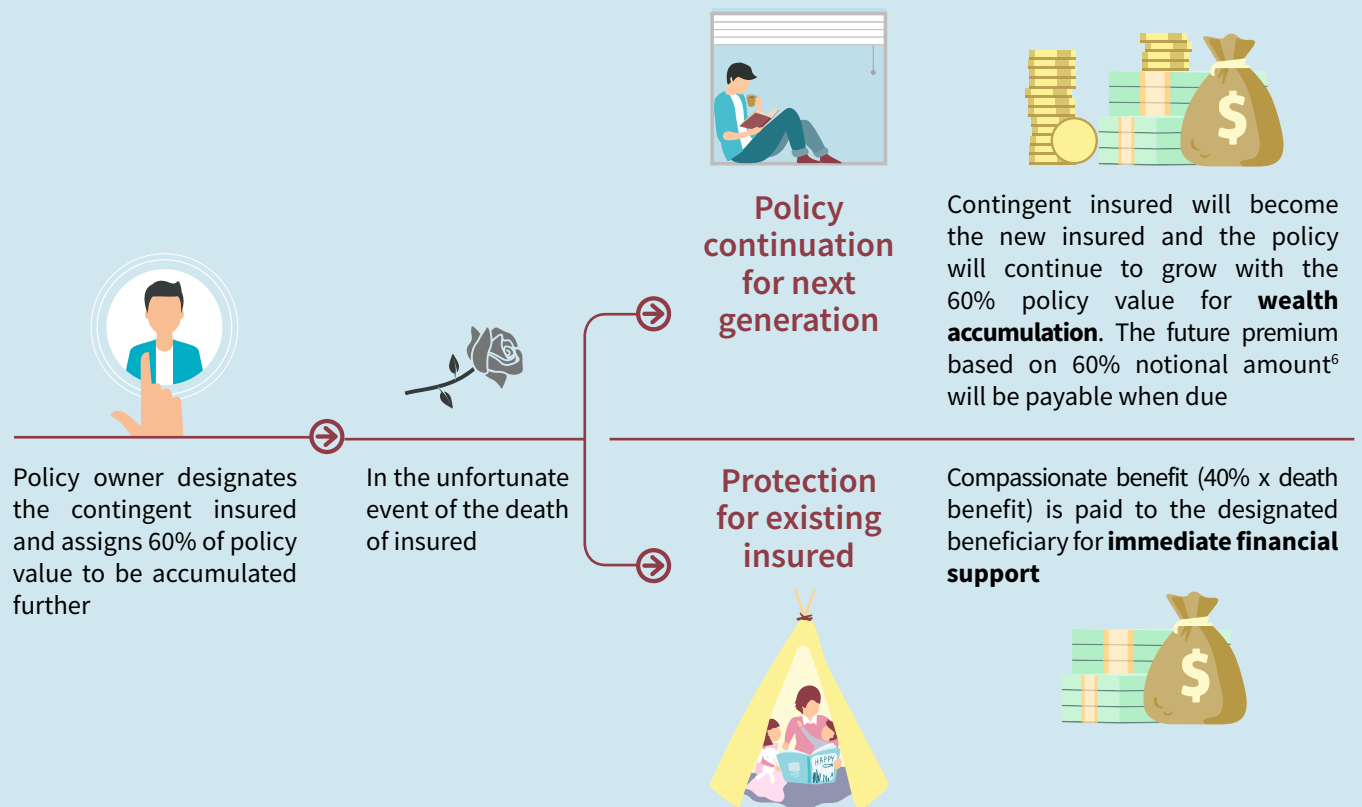 Policy owner designates
the contingent insured
and assigns 60% of policy
value to be accumulated
further
In the unfortunate
event of the death
of insured
Policy
continuation
for next
generation
Contingent insured will become
the new insured and the policy
will continue to grow with the
60% policy value for wealth
accumulation. The future premium
based on 60% notional amount⁶
will be payable when due
$
Protection
for existing
insured
Compassionate benefit (40% x death
benefit) is paid to the designated
beneficiary for immediate financial
support
HAPPY
$